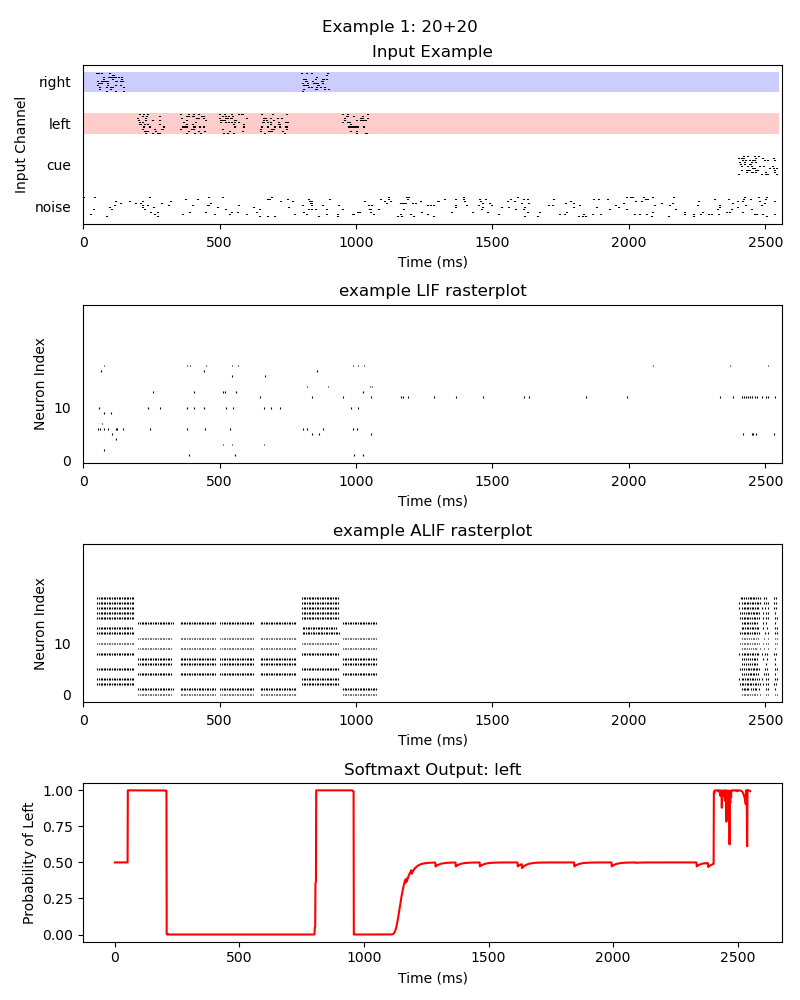 Example 1: 20+20
Input Example
right
left
cue
noise
Input Channel
0 500 1000 1500 2000 2500
Time (ms)
example LIF rasterplot
10
0
Neuron Index
0 500 1000 1500 2000 2500
Time (ms)
example ALIF rasterplot
10
0
Neuron Index
0 500 1000 1500 2000 2500
Time (ms)
Softmaxt Output: left
1.00
0.75
0.50
0.25
0.00
Probability of Left
0 500 1000 1500 2000 2500
Time (ms)